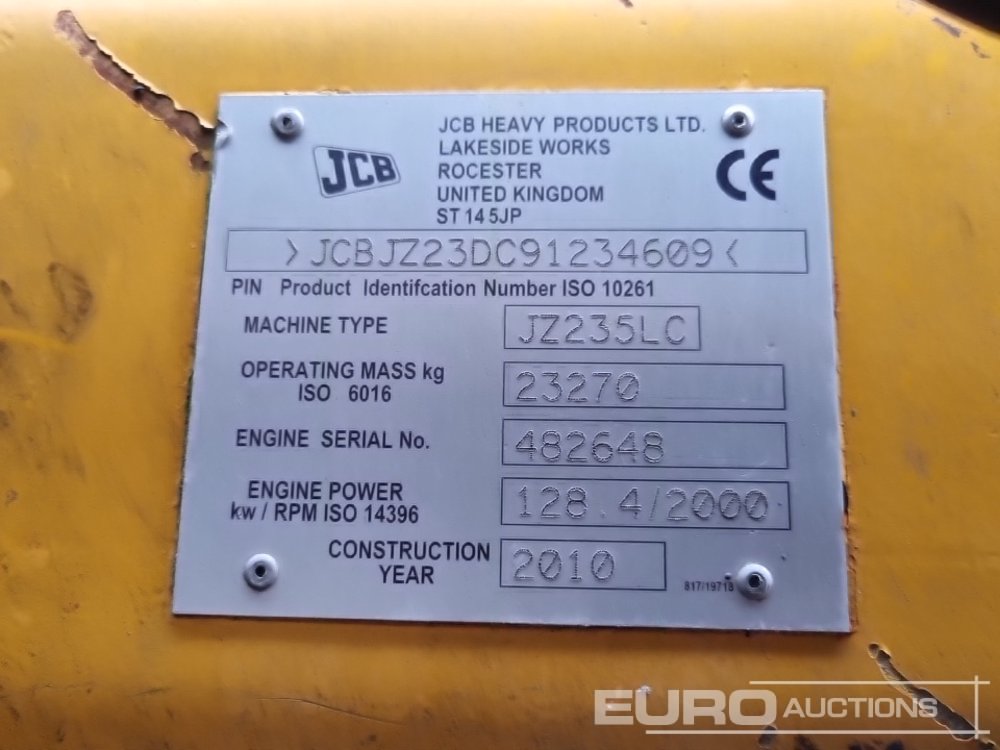 JCB
JCB HEAVY PRODUCTS LTD.
LAKESIDE WORKS
ROCESTER
UNITED KINGDOM
ST 14 5JP
CE
>JCBJZ23DC91234609<
PIN Product Identifcation Number ISO 10261
MACHINE TYPE JZ235LC
OPERATING MASS kg
ISO 6016 23270
ENGINE SERIAL No. 482648
ENGINE POWER
kw / RPM ISO 14396 128.4/2000
CONSTRUCTION
YEAR 2010
817/19718
EURO AUCTIONS